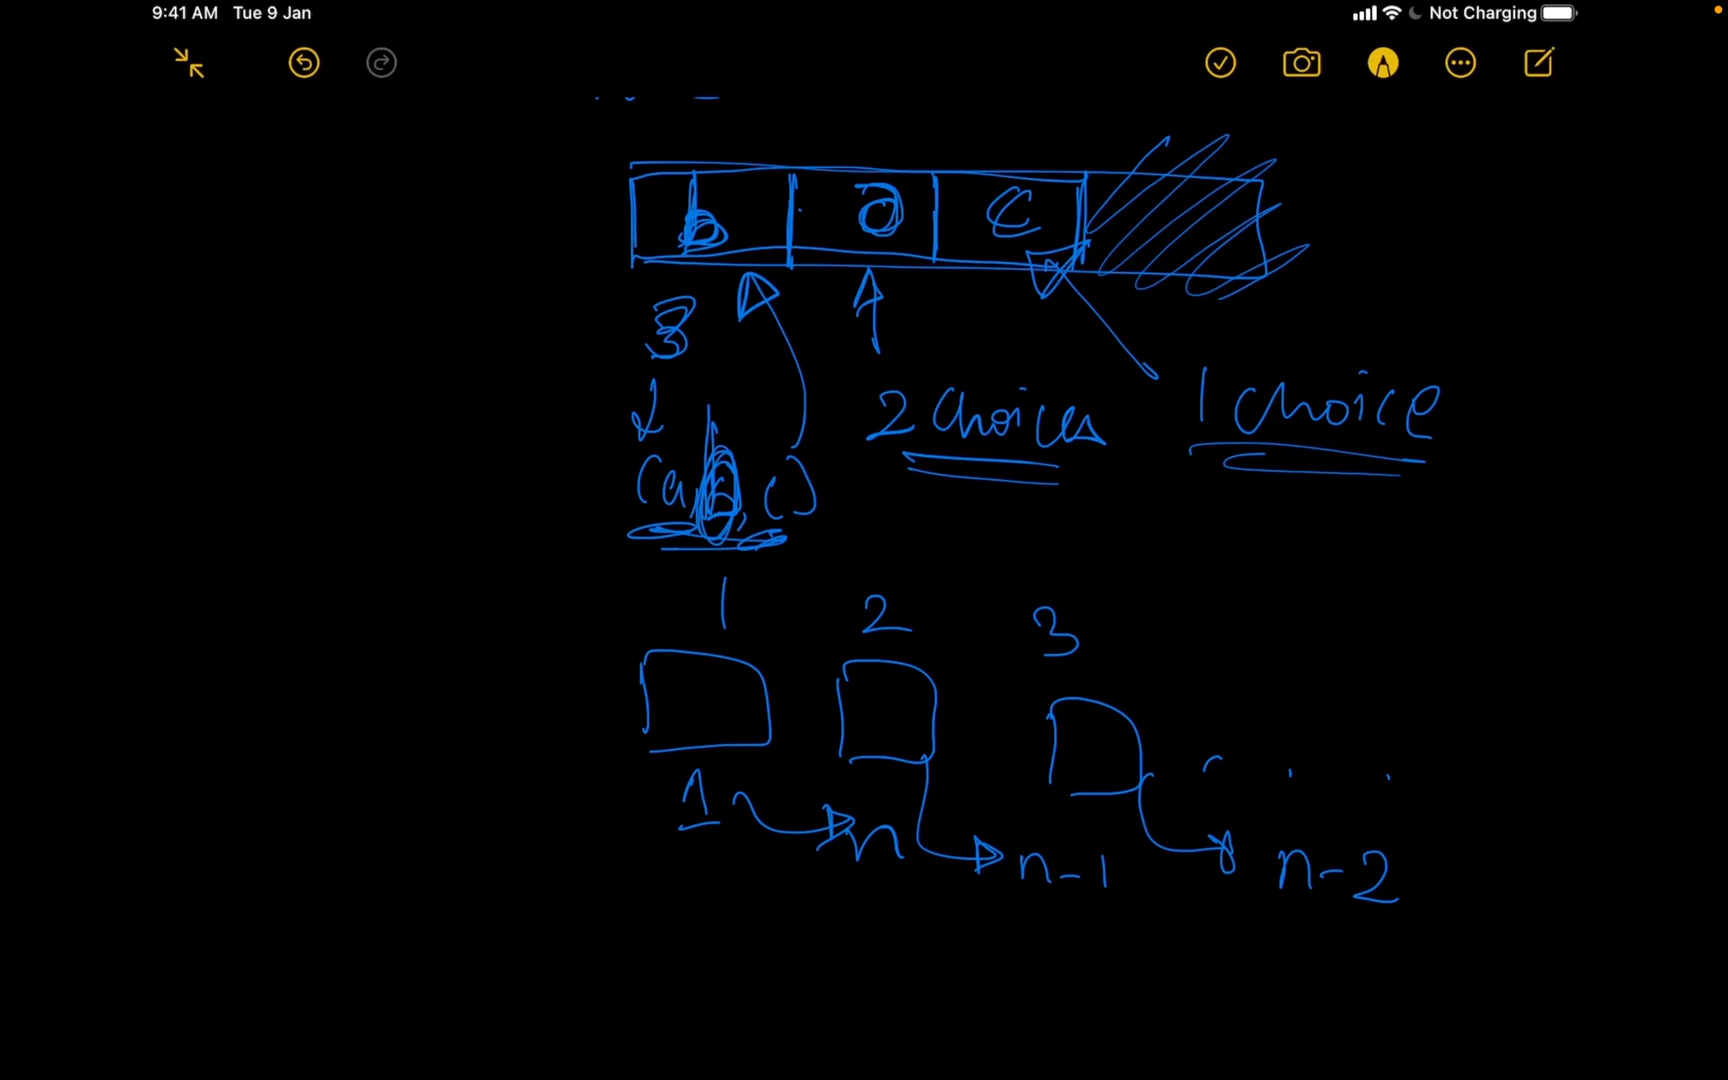 9:41 AM Tue 9 Jan
Not Charging
b a c
3
2 choices
1 choice
(a, b, c)
1 2 3
1 n n-1 n-2